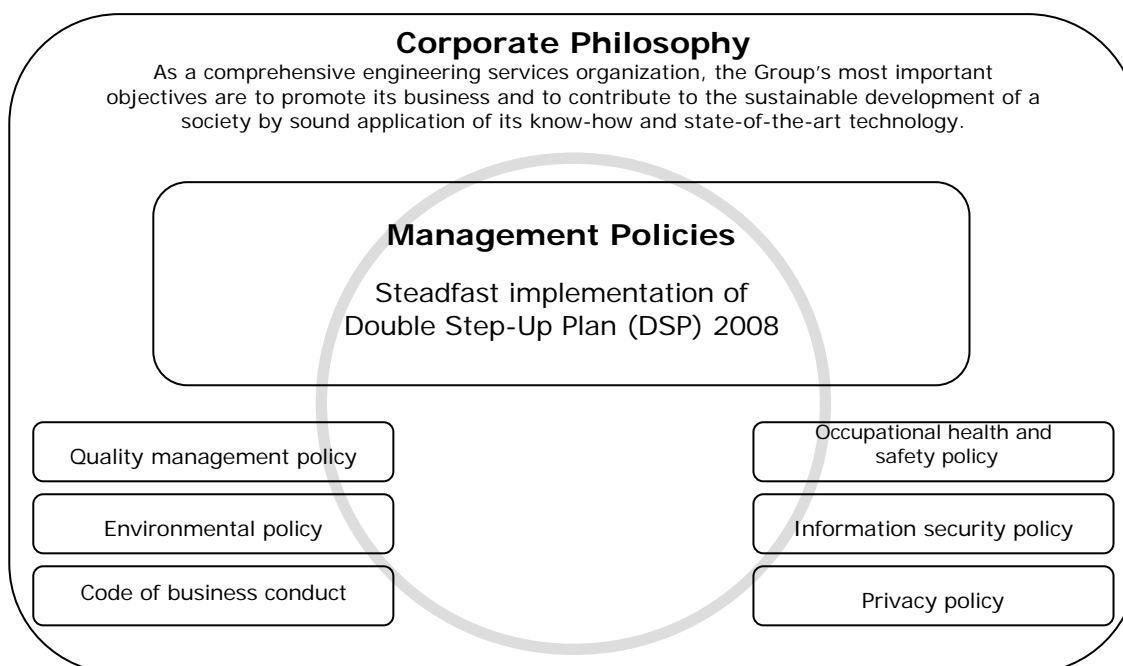 Corporate Philosophy
As a comprehensive engineering services organization, the Group's most important
objectives are to promote its business and to contribute to the sustainable development of a
society by sound application of its know-how and state-of-the-art technology.
Management Policies
Steadfast implementation of
Double Step-Up Plan (DSP) 2008
Quality management policy
Environmental policy
Code of business conduct
Occupational health and
safety policy
Information security policy
Privacy policy